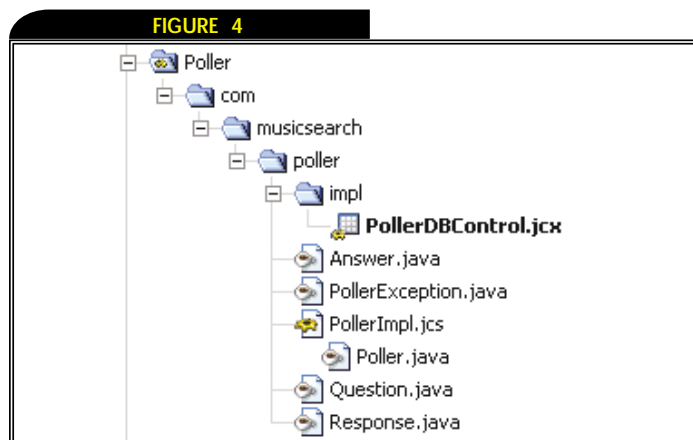 FIGURE 4
Poller
com
musicsearch
poller
impl
PollerDBControl.jcx
Answer.java
PollerException.java
PollerImpl.jcs
Poller.java
Question.java
Response.java